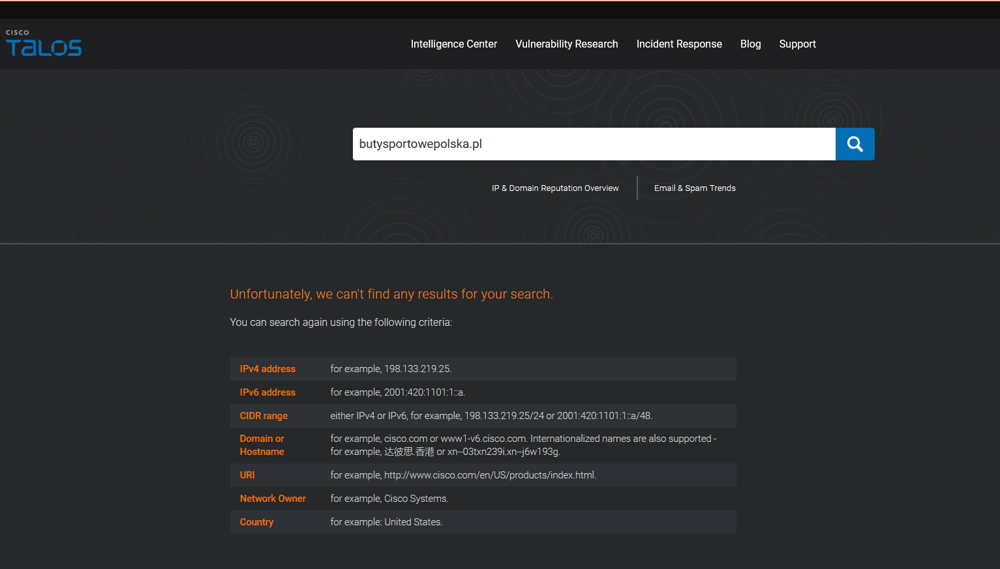 CISCO
TALOS
Intelligence Center Vulnerability Research Incident Response Blog Support
butysportowepolska.pl
IP & Domain Reputation Overview Email & Spam Trends
Unfortunately, we can't find any results for your search.
You can search again using the following criteria:
IPv4 address for example, 198.133.219.25.
IPv6 address for example, 2001:420:1101:1::a.
CIDR range either IPv4 or IPv6, for example, 198.133.219.25/24 or 2001:420:1101:1::a/48.
Domain or Hostname for example, cisco.com or www1-v6.cisco.com. Internationalized names are also supported -
for example, 达彼思.香港 or xn--03txn239i.xn--j6w193g.
URI for example, http://www.cisco.com/en/US/products/index.html.
Network Owner for example, Cisco Systems.
Country for example: United States.